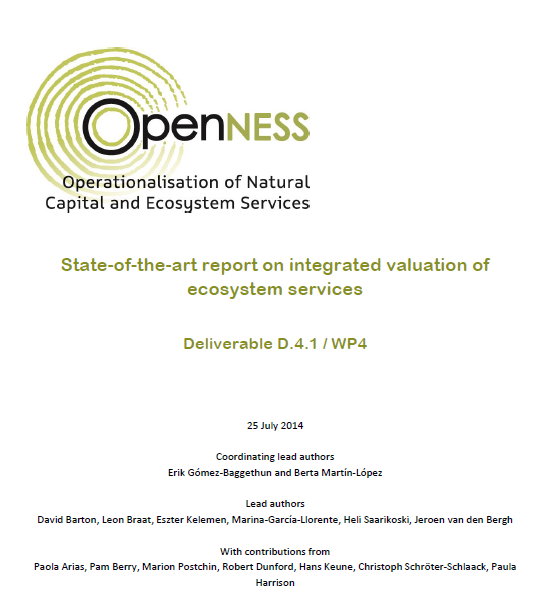 OpenNESS
Operationalisation of Natural
Capital and Ecosystem Services
State-of-the-art report on integrated valuation of
ecosystem services
Deliverable D.4.1 / WP4
25 July 2014
Coordinating lead authors
Erik Gómez-Baggethun and Berta Martín-López
Lead authors
David Barton, Leon Braat, Eszter Kelemen, Marina-García-Llorente, Heli Saarikoski, Jeroen van den Bergh
With contributions from
Paola Arias, Pam Berry, Marion Postchin, Robert Dunford, Hans Keune, Christoph Schröter-Schlaack, Paula
Harrison